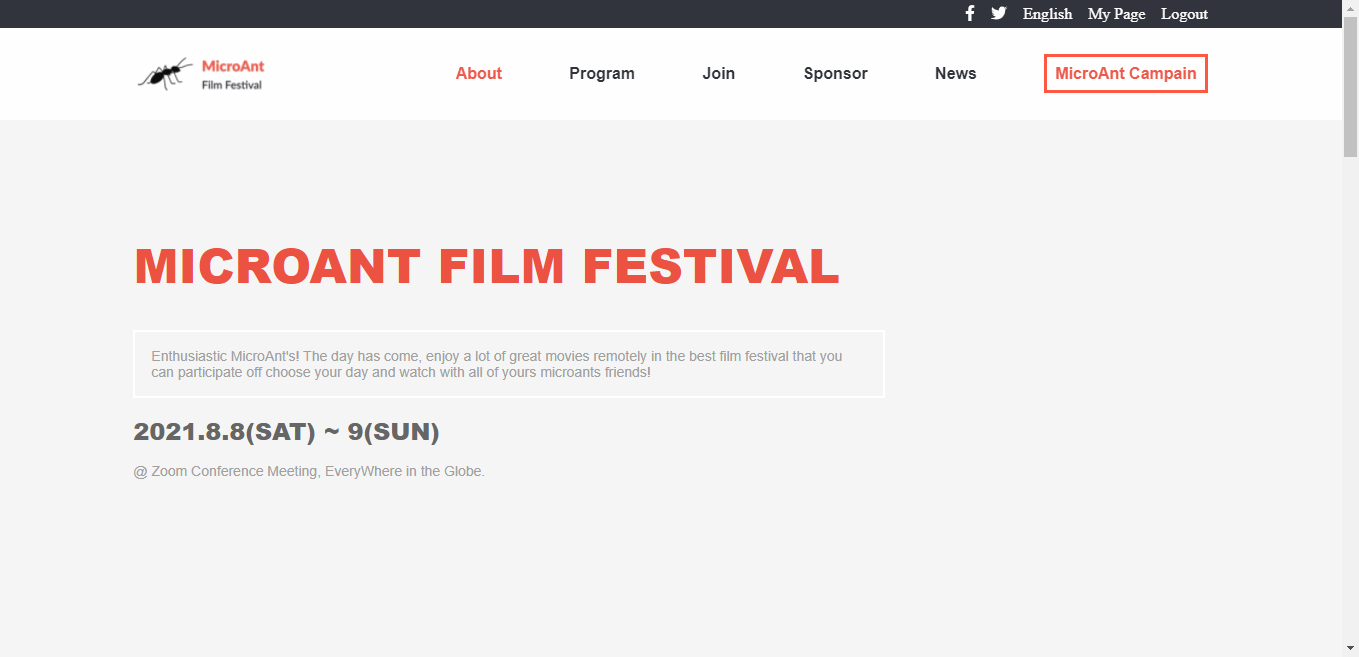 English My Page Logout
MicroAnt
Film Festival
About Program Join Sponsor News MicroAnt Campain
MICROANT FILM FESTIVAL
Enthusiastic MicroAnt's! The day has come, enjoy a lot of great movies remotely in the best film festival that you
can participate off choose your day and watch with all of yours microants friends!
2021.8.8(SAT) ~ 9(SUN)
@ Zoom Conference Meeting, EveryWhere in the Globe.